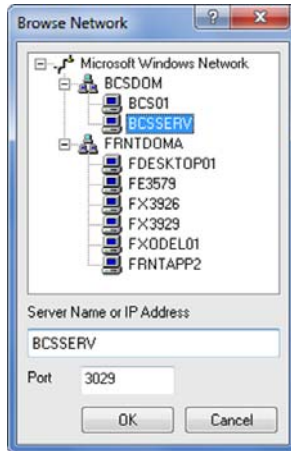 Browse Network
Microsoft Windows Network
BCSDOM
BCS01
BCSSERV
FRNTDOMA
FDESKTOP01
FE3579
FX3926
FX3929
FXODEL01
FRNTAPP2
Server Name or IP Address
BCSSERV
Port 3029
OK Cancel